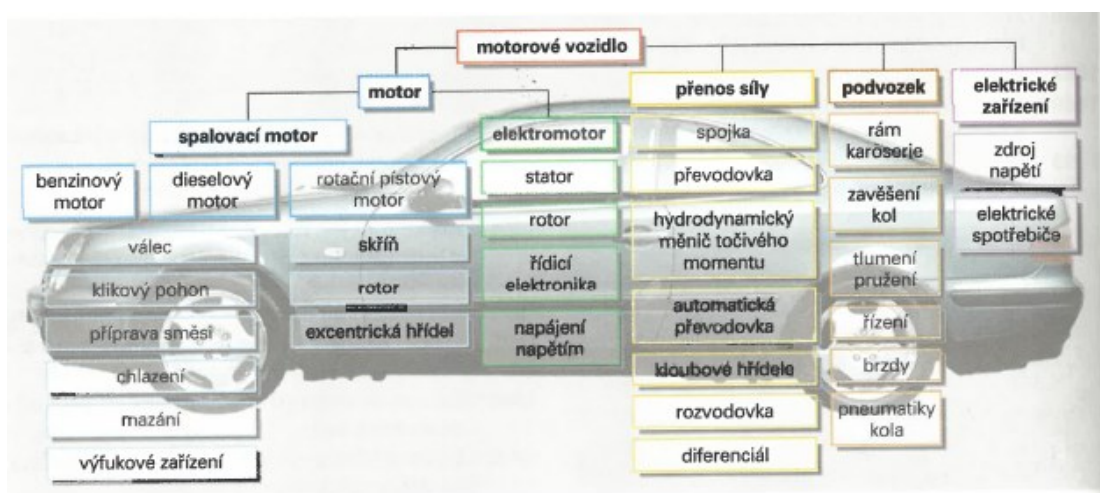 motorové vozidlo
motor
přenos síly
podvozek
elektrické
zařízení
spalovací motor
elektromotor
spojka
rám
karoserie
zdroj
napětí
benzinový
motor
dieselový
motor
rotační pístový
motor
stator
převodovka
zavěšení
kol
elektrické
spotřebiče
válec
skříň
rotor
hydrodynamický
měnič točivého
momentu
tlumení
pružení
klikový pohon
rotor
řídicí
elektronika
automatická
převodovka
řízení
příprava směsi
excentrická hřídel
napájení
napětím
kloubové hřídele
brzdy
chlazení
rozvodovka
pneumatiky
kola
mazání
diferenciál
výfukové zařízení